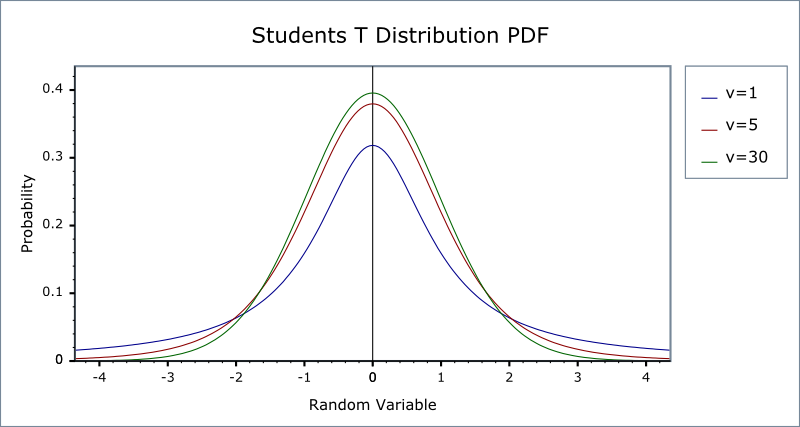 Students T Distribution PDF
v=1
v=5
v=30
Probability
0.4
0.3
0.2
0.1
0
-4 -3 -2 -1 0 1 2 3 4
Random Variable